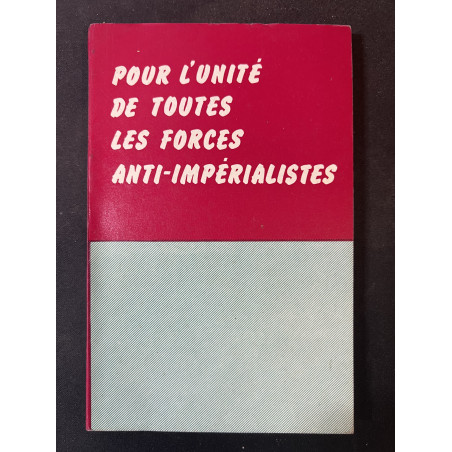 POUR L'UNITÉ
DE TOUTES
LES FORCES
ANTI-IMPÉRIALISTES